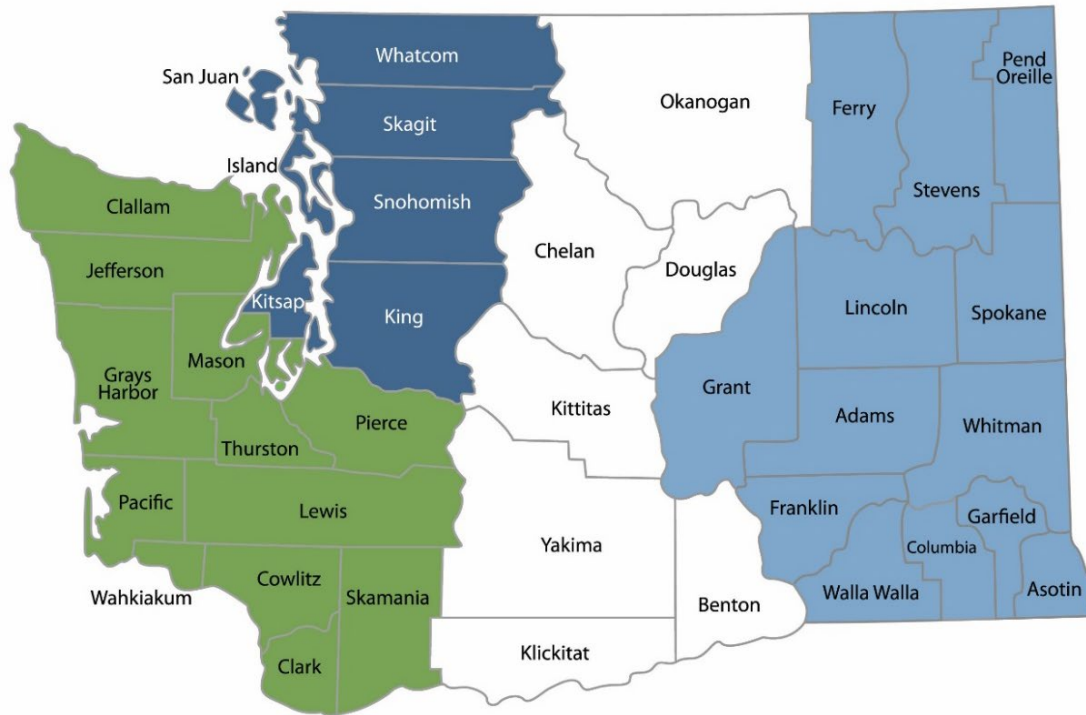 Whatcom
San Juan
Skagit
Island
Snohomish
Clallam
Jefferson
Kitsap
King
Mason
Grays
Harbor
Thurston
Pierce
Pacific
Lewis
Wahkiakum
Cowlitz
Skamania
Clark
Okanogan
Chelan
Douglas
Kittitas
Yakima
Benton
Klickitat
Ferry
Stevens
Pend
Oreille
Lincoln
Spokane
Grant
Adams
Whitman
Franklin
Garfield
Columbia
Walla Walla
Asotin